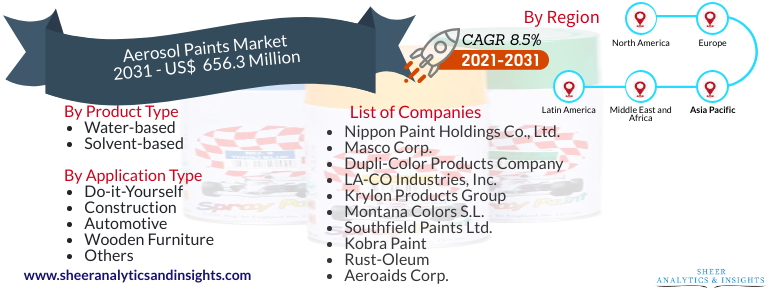 Aerosol Paints Market
2031 - US$ 656.3 Million
CAGR 8.5%
2021-2031
By Region
North America
Europe
Latin America
Middle East and
Africa
Asia Pacific
By Product Type
• Water-based
• Solvent-based
By Application Type
• Do-it-Yourself
• Construction
• Automotive
• Wooden Furniture
• Others
www.sheeranalyticsandinsights.com
List of Companies
• Nippon Paint Holdings Co., Ltd.
• Masco Corp.
• Dupli-Color Products Company
• LA-CO Industries, Inc.
• Krylon Products Group
• Montana Colors S.L.
• Southfield Paints Ltd.
• Kobra Paint
• Rust-Oleum
• Aeroaids Corp.
Spray Paint
SHEER
ANALYTICS & INSIGHTS